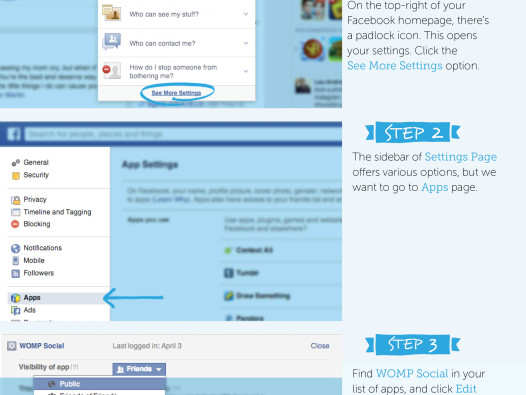 Who can see my stuff?
Who can contact me?
How do I stop someone from
bothering me?
See More Settings
On the top-right of your
Facebook homepage, there's
a padlock icon. This opens
your settings. Click the
See More Settings option.
Search for people, places and things
General
Security
Privacy
Timeline and Tagging
Blocking
Notifications
Mobile
Followers
Apps
Ads
App Settings
On Facebook, your name, profile picture, cover photo, gender,
to apps (Learn Why). Apps also have access to your friends list and
Apps you use
Use apps, plugins, games and
Facebook and elsewhere?
Context A3
Tumblr
Draw Something
Pandora
STEP 2
The sidebar of Settings Page
offers various options, but we
want to go to Apps page.
WOMP Social
Last logged in: April 3
Close
Visibility of app [?]
Friends
Public
Friends of Friends
STEP 3
Find WOMP Social in your
list of apps, and click Edit